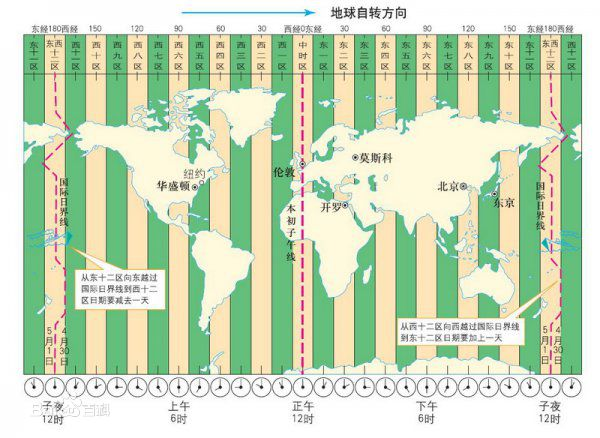 地球自转方向
东经180西经 150 120 90 60 30 西经0东经 30 60 90 120 150 东经180西经
东十一区
东西十二区
西十一区
西十区
西九区
西八区
西七区
西六区
西五区
西四区
西三区
西二区
西一区
中时区
东一区
东二区
东三区
东四区
东五区
东六区
东七区
东八区
东九区
东十区
东十一区
东西十二区
西十一区
国际日界线
纽约
华盛顿
伦敦
本初子午线
莫斯科
开罗
北京
东京
国际日界线
从东十二区向东越过
国际日界线到西十二
区日期要减去一天
从西十二区向西越过国际日界线
到东十二区日期要加上一天
5月1日
4月30日
5月1日
4月30日
子夜 上午 正午 下午 子夜
12时 6时 12时 6时 12时
Bai百科